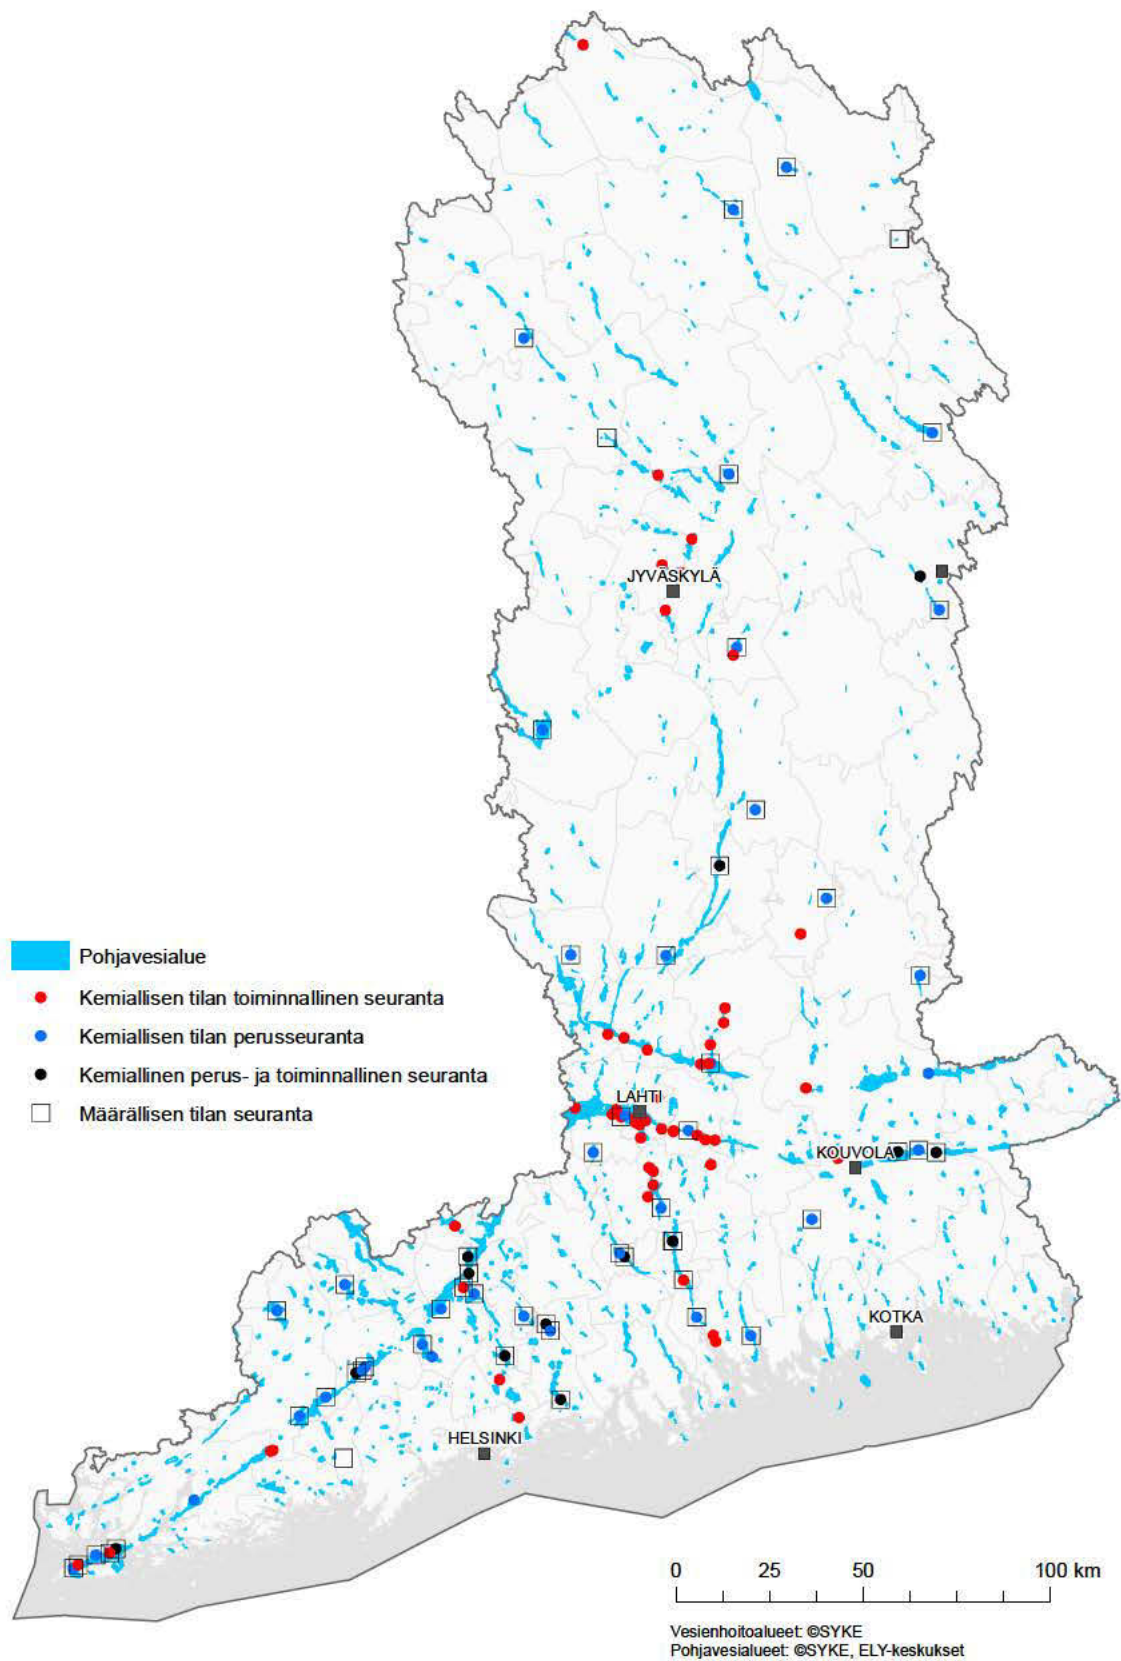 JYVÄSKYLÄ
Pohjavesialue
Kemiallisen tilan toiminnallinen seuranta
Kemiallisen tilan perusseuranta
Kemiallinen perus- ja toiminnallinen seuranta
Määrällisen tilan seuranta
LAHTI
KOUVOLA
KOTKA
HELSINKI
0 25 50 100 km
Vesienhoitoalueet: ©SYKE
Pohjavesialueet: ©SYKE, ELY-keskukset